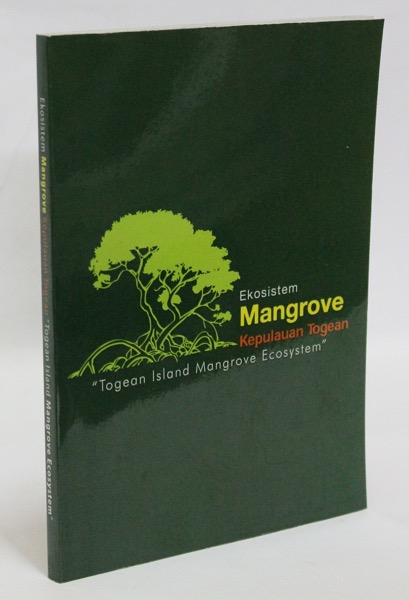 Ekosistem
Mangrove
Kepulauan Togean
"Togean Island Mangrove Ecosystem"
Ekosistem Mangrove Kepulauan Togean "Togean Island Mangrove Ecosystem"